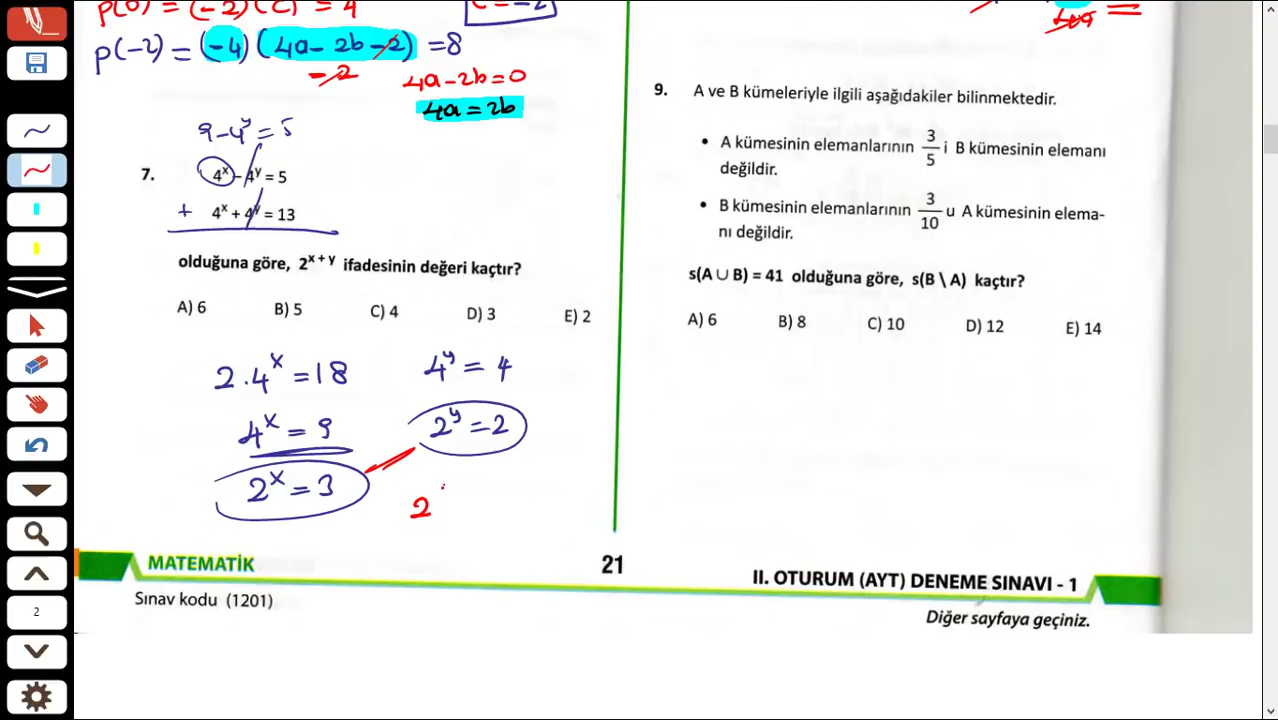 p(0) = (-2)(c) = 4
p(-2) = (-4)(4a-2b-2) = 8
-2
4a-2b=0
4a=2b
9-4^y=5
7. 4^x - 4^y = 5
+ 4^x + 4^y = 13
olduğuna göre, 2^(x+y) ifadesinin değeri kaçtır?
A) 6 B) 5 C) 4 D) 3 E) 2
2.4^x=18
4^x=9
2^x=3
4^y=4
2^y=2
2
9. A ve B kümeleriyle ilgili aşağıdakiler bilinmektedir.
• A kümesinin elemanlarının 3/5 i B kümesinin elemanı
değildir.
• B kümesinin elemanlarının 3/10 u A kümesinin elema-
nı değildir.
s(A ∪ B) = 41 olduğuna göre, s(B \ A) kaçtır?
A) 6 B) 8 C) 10 D) 12 E) 14
MATEMATİK
Sınav kodu (1201)
21
II. OTURUM (AYT) DENEME SINAVI - 1
Diğer sayfaya geçiniz.
2